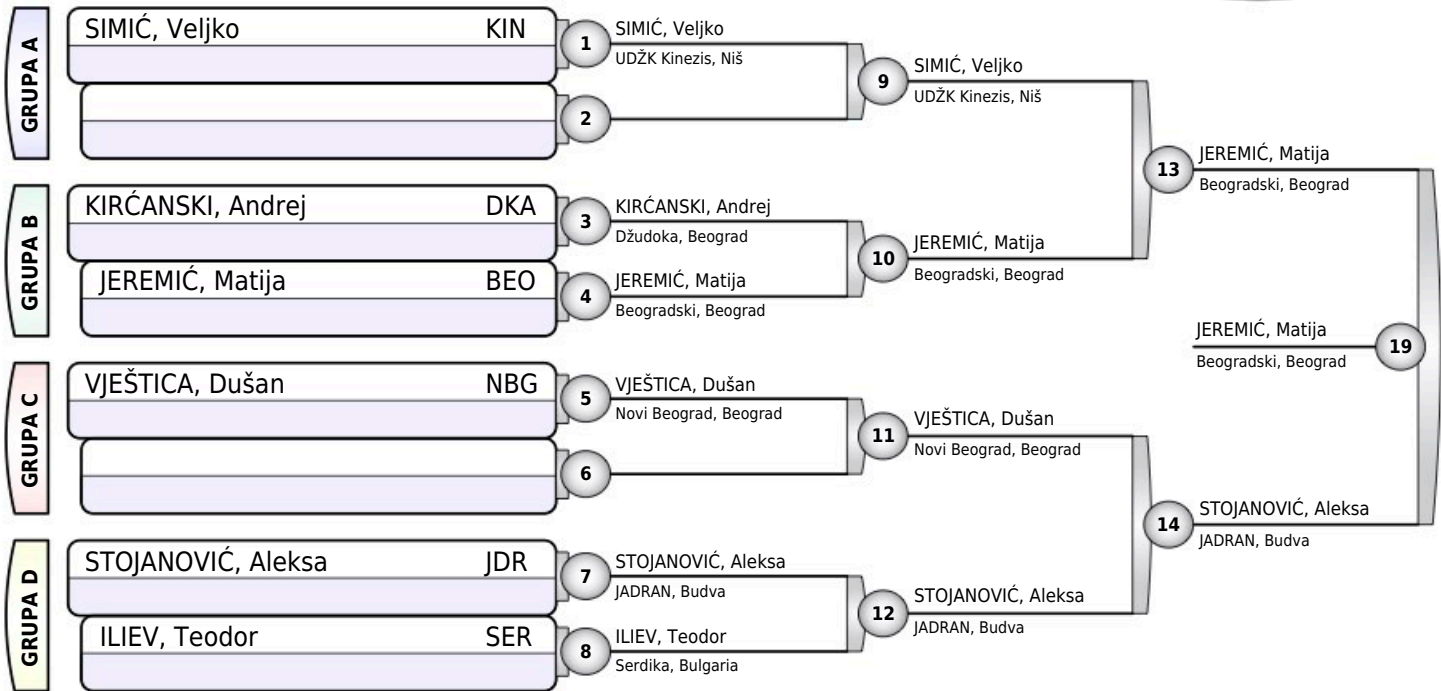 GRUPA A
SIMIĆ, Veljko KIN
1
SIMIĆ, Veljko
UDŽK Kinezis, Niš
2
9
SIMIĆ, Veljko
UDŽK Kinezis, Niš
GRUPA B
KIRĆANSKI, Andrej DKA
JEREMIĆ, Matija BEO
3
KIRĆANSKI, Andrej
Džudoka, Beograd
4
JEREMIĆ, Matija
Beogradski, Beograd
10
JEREMIĆ, Matija
Beogradski, Beograd
13
JEREMIĆ, Matija
Beogradski, Beograd
GRUPA C
VJEŠTICA, Dušan NBG
5
VJEŠTICA, Dušan
Novi Beograd, Beograd
6
11
VJEŠTICA, Dušan
Novi Beograd, Beograd
GRUPA D
STOJANOVIĆ, Aleksa JDR
ILIEV, Teodor SER
7
STOJANOVIĆ, Aleksa
JADRAN, Budva
8
ILIEV, Teodor
Serdika, Bulgaria
12
STOJANOVIĆ, Aleksa
JADRAN, Budva
14
STOJANOVIĆ, Aleksa
JADRAN, Budva
JEREMIĆ, Matija
Beogradski, Beograd
19